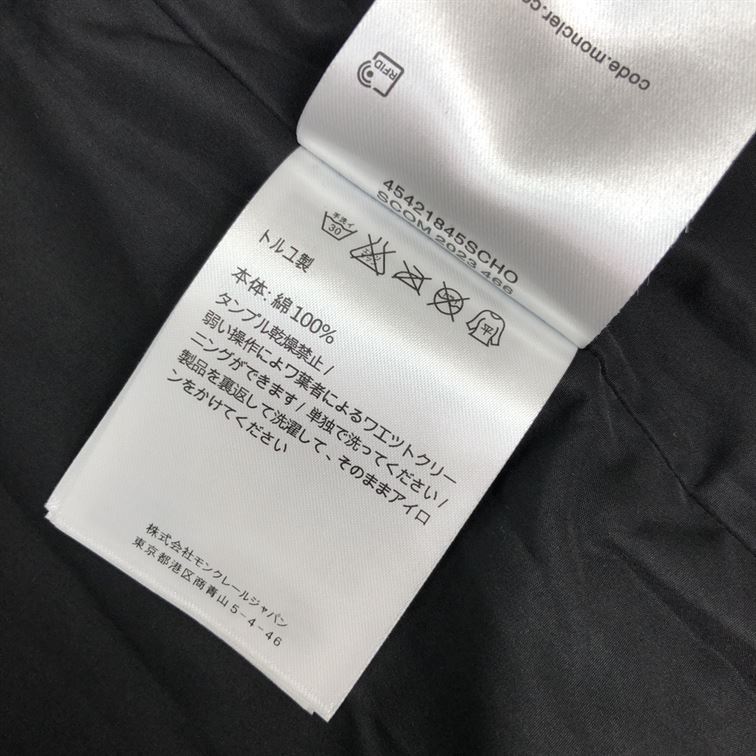 code.moncler.co
RFID
45421845SCHO
SCOM 2023 466
手洗イ
30
平
トルコ製
本体: 綿100%
タンブル乾燥禁止 /
弱い操作によワ葉者によるワエットクリー
ニングができます / 単独で洗ってください /
製品を裏返して洗濯して、そのままアイロ
ンをかけてください
株式会社モンクレールジャパン
東京都港区商青山5-4-46